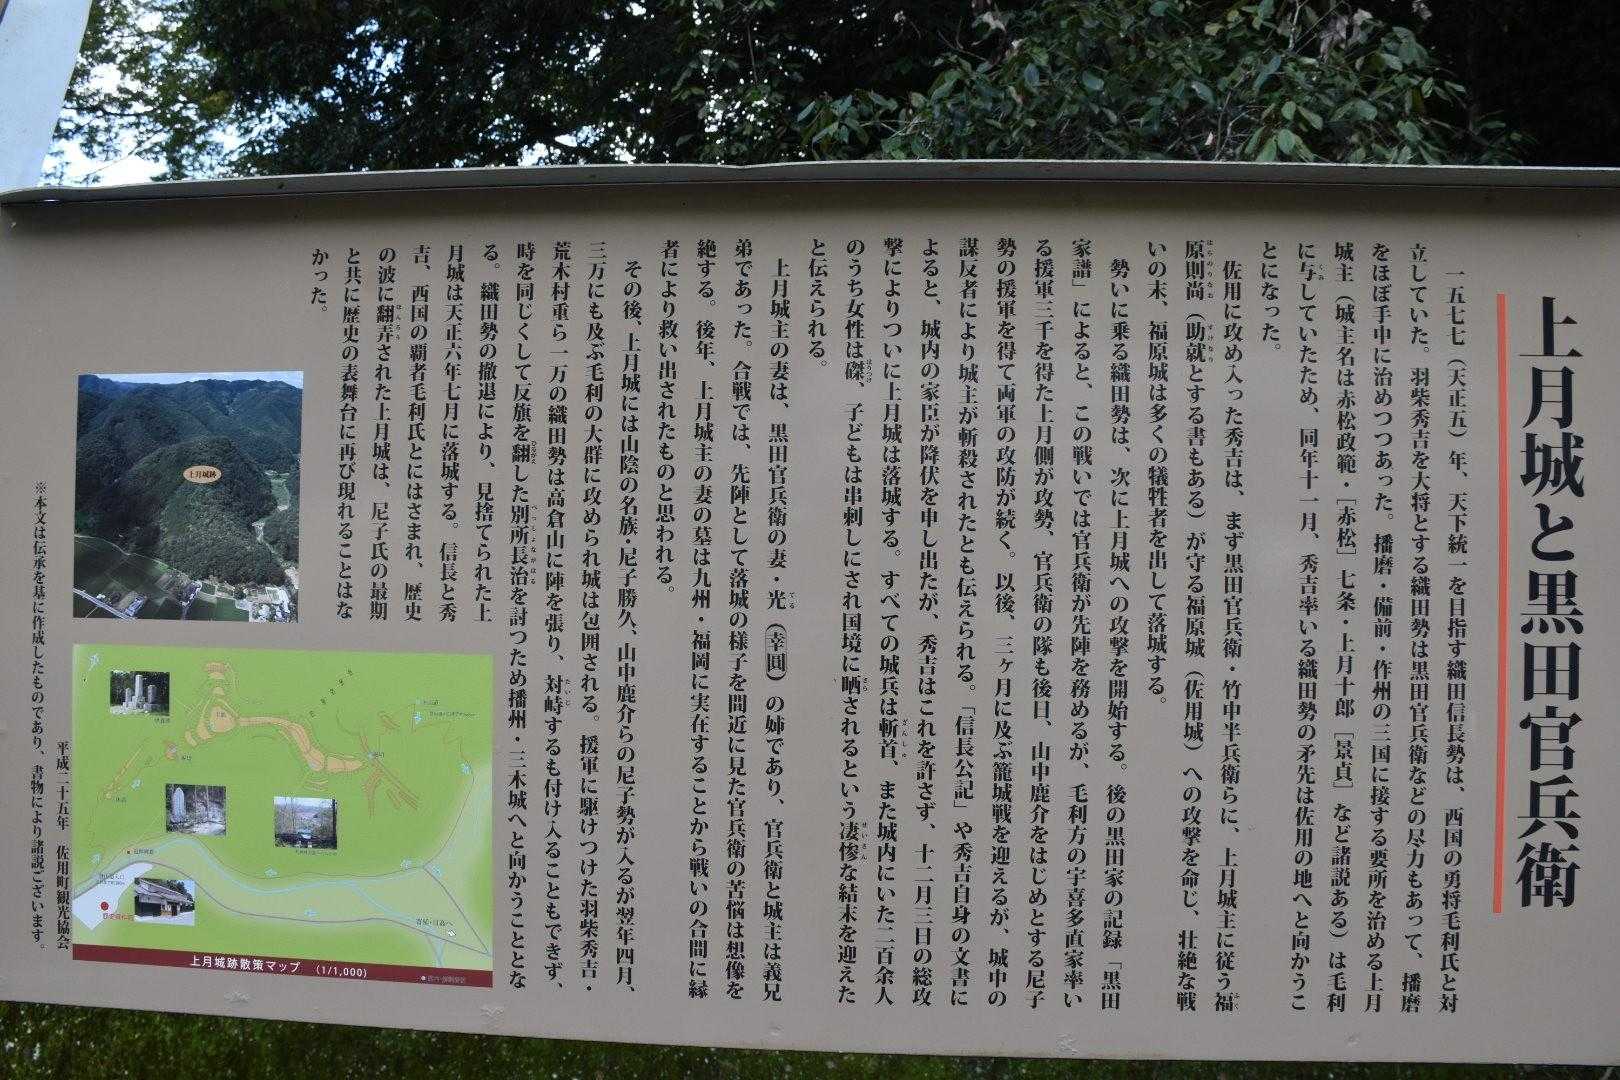 上月城と黒田官兵衛
一五七七（天正五）年、天下統一を目指す織田信長勢は、西国の勇将毛利氏と対
立していた。羽柴秀吉を大将とする織田勢は黒田官兵衛などの尽力もあって、播磨
をほぼ手中に治めつつあった。播磨・備前・作州の三国に接する要所を治める上月
城主（城主名は赤松政範・［赤松］七条・上月十郎［景貞］など諸説ある）は毛利
に与していたため、同年十一月、秀吉率いる織田勢の矛先は佐用の地へと向かうこ
とになった。
佐用に攻め入った秀吉は、まず黒田官兵衛・竹中半兵衛らに、上月城主に従う福
原則尚（助就とする書もある）が守る福原城（佐用城）への攻撃を命じ、壮絶な戦
いの末、福原城は多くの犠牲者を出して落城する。
勢いに乗る織田勢は、次に上月城への攻撃を開始する。後の黒田家の記録「黒田
家譜」によると、この戦いでは官兵衛が先陣を務めるが、毛利方の宇喜多直家率い
る援軍三千を得た上月側が攻勢、官兵衛の隊も後日、山中鹿介をはじめとする尼子
勢の援軍を得て両軍の攻防が続く。以後、三ヶ月に及ぶ籠城戦を迎えるが、城中の
謀反者により城主が斬殺されたとも伝えられる。「信長公記」や秀吉自身の文書に
よると、城内の家臣が降伏を申し出たが、秀吉はこれを許さず、十二月三日の総攻
撃によりついに上月城は落城する。すべての城兵は斬首、また城内にいた二百余人
のうち女性は磔、子どもは串刺しにされ国境に晒されるという凄惨な結末を迎えた
と伝えられる。
上月城主の妻は、黒田官兵衛の妻・光（幸圓）の姉であり、官兵衛と城主は義兄
弟であった。合戦では、先陣として落城の様子を間近に見た官兵衛の苦悩は想像を
絶する。後年、上月城主の妻の墓は九州・福岡に実在することから戦いの合間に縁
者により救い出されたものと思われる。
その後、上月城には山陰の名族・尼子勝久、山中鹿介からの尼子勢が入るが翌年四月、
三万にも及ぶ毛利の大群に攻められ城は包囲される。援軍に駆けつけた羽柴秀吉・
荒木村重ら一万の織田勢は高倉山に陣を張り、対峙するも付け入ることもできず、
時を同じくして反旗を翻した別所長治を討つため播州・三木城へと向かうこととな
る。織田勢の撤退により、見捨てられた上
月城は天正六年七月に落城する。信長と秀
吉、西国の覇者毛利氏とにはさまれ、歴史
の波に翻弄された上月城は、尼子氏の最期
と共に歴史の表舞台に再び現れることはな
かった。
上月城跡
上月城跡散策マップ　（1/1,000）
平成二十五年　佐用町観光協会
※本文は伝承を基に作成したものであり、書物により諸説ございます。